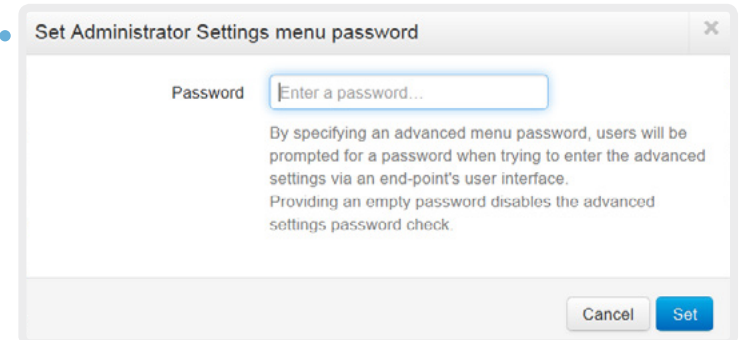 Set Administrator Settings menu password
×
Password
Enter a password...
By specifying an advanced menu password, users will be
prompted for a password when trying to enter the advanced
settings via an end-point's user interface.
Providing an empty password disables the advanced
settings password check.
Cancel Set